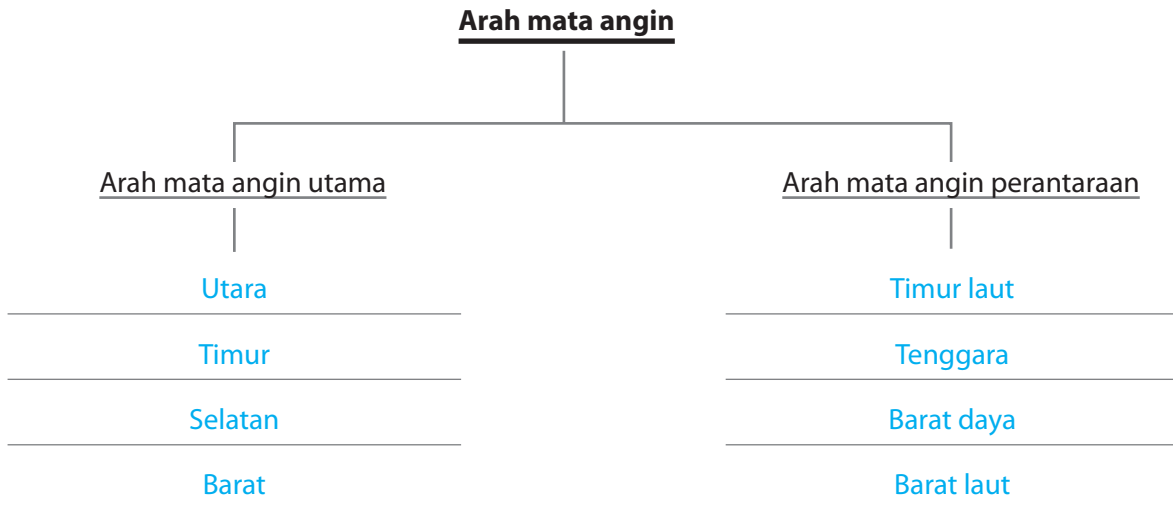 Arah mata angin
Arah mata angin utama
Utara
Timur
Selatan
Barat
Arah mata angin perantaraan
Timur laut
Tenggara
Barat daya
Barat laut